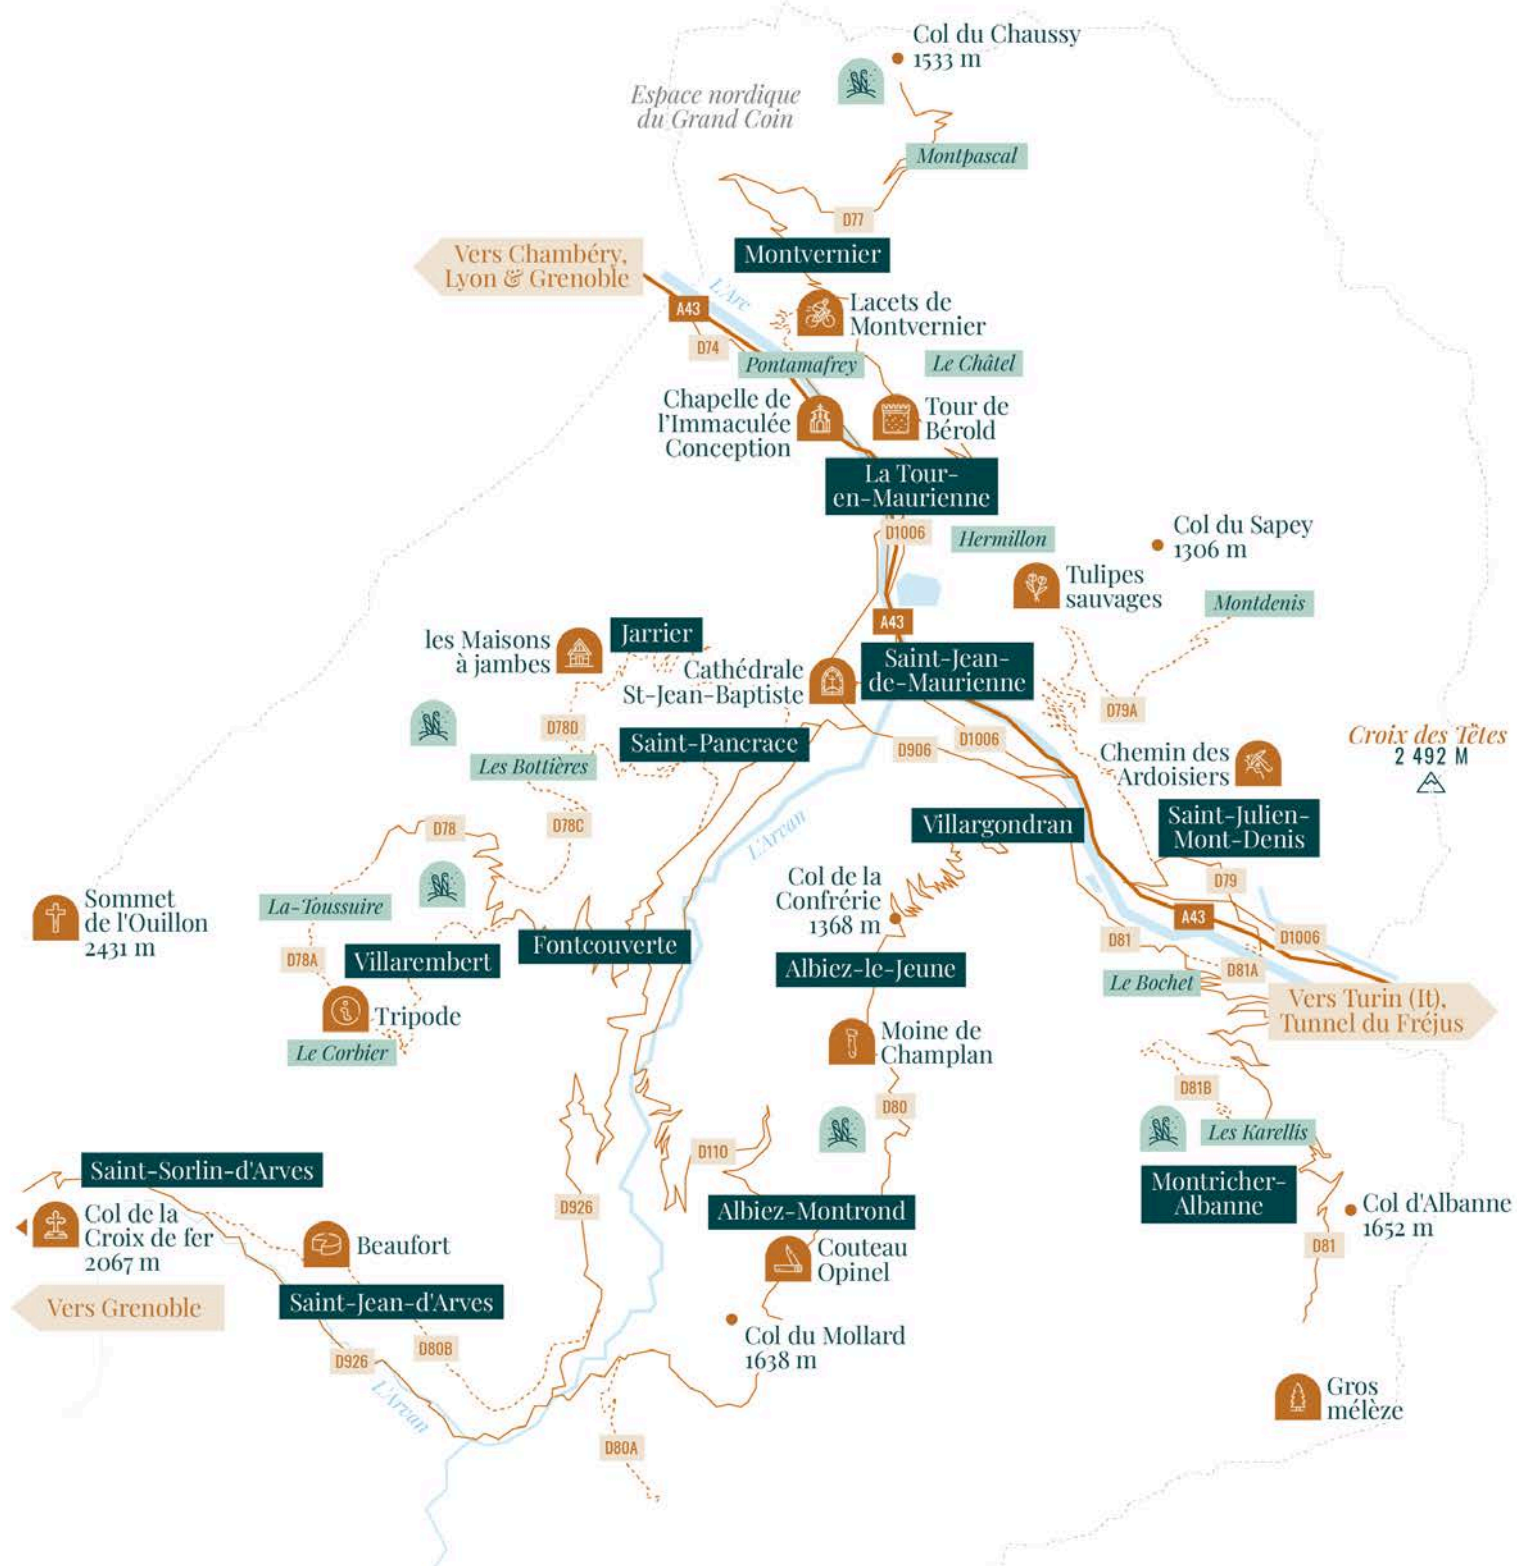 Col du Chaussy
1533 m
Espace nordique
du Grand Coin
Montpascal
D77
Montvernier
Vers Chambéry,
Lyon & Grenoble
L'Arc
A43
Lacets de
Montvernier
D74
Pontamafrey
Le Châtel
Chapelle de
l'Immaculée
Conception
Tour de
Bérold
La Tour-
en-Maurienne
D1006
Hermillon
Col du Sapey
1306 m
Tulipes
sauvages
Montdenis
A43
les Maisons
à jambes
Jarrier
Cathédrale
St-Jean-Baptiste
Saint-Jean-
de-Maurienne
D79A
D78D
Saint-Pancrace
D906
D1006
Croix des Têtes
2 492 M
Les Bottières
Chemin des
Ardoisiers
D78
D78C
L'Arvan
Villargondran
Saint-Julien-
Mont-Denis
Col de la
Confrérie
1368 m
D79
Sommet
de l'Ouillon
2431 m
La-Toussuire
A43
D78A
Villarembert
Fontcouverte
D81
D1006
Albiez-le-Jeune
D81A
Le Bochet
Vers Turin (It),
Tunnel du Fréjus
Tripode
Le Corbier
Moine de
Champlan
D80
D81B
Les Karellis
D110
Saint-Sorlin-d'Arves
Montricher-
Albanne
Col de la
Croix de fer
2067 m
D926
Albiez-Montrond
Col d'Albanne
1652 m
Beaufort
Couteau
Opinel
D81
Vers Grenoble
Saint-Jean-d'Arves
Col du Mollard
1638 m
D926
D80B
L'Arvan
Gros
mélèze
D80A